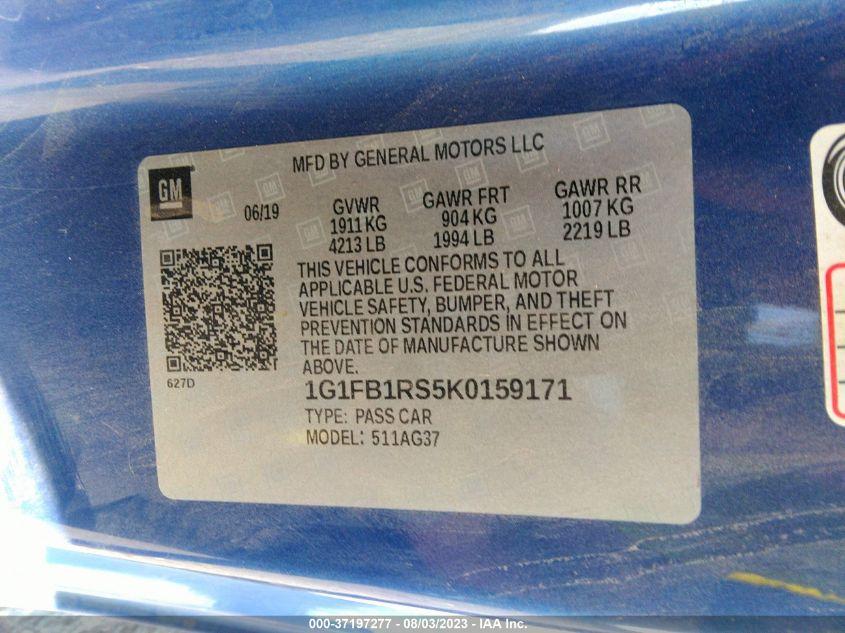 MFD BY GENERAL MOTORS LLC
GM
06/19
GVWR
1911 KG
4213 LB
GAWR FRT
904 KG
1994 LB
GAWR RR
1007 KG
2219 LB
THIS VEHICLE CONFORMS TO ALL
APPLICABLE U.S. FEDERAL MOTOR
VEHICLE SAFETY, BUMPER, AND THEFT
PREVENTION STANDARDS IN EFFECT ON
THE DATE OF MANUFACTURE SHOWN
ABOVE.
627D
1G1FB1RS5K0159171
TYPE: PASS CAR
MODEL: 511AG37
000-37197277 - 08/03/2023 - IAA Inc.